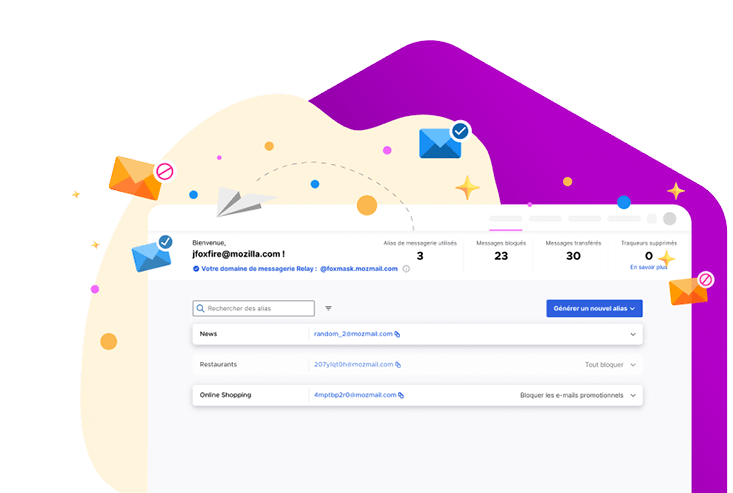 Bienvenue,
jfoxfire@mozilla.com !
Votre domaine de messagerie Relay : @foxmask.mozmail.com
Alias de messagerie utilisés
3
Messages bloqués
23
Messages transférés
30
Traqueurs supprimés
0
En savoir plus
Rechercher des alias
Générer un nouvel alias
News random_2@mozmail.com
Restaurants 207ylqt0h@mozmail.com Tout bloquer
Online Shopping 4mptbp2r0@mozmail.com Bloquer les e-mails promotionnels